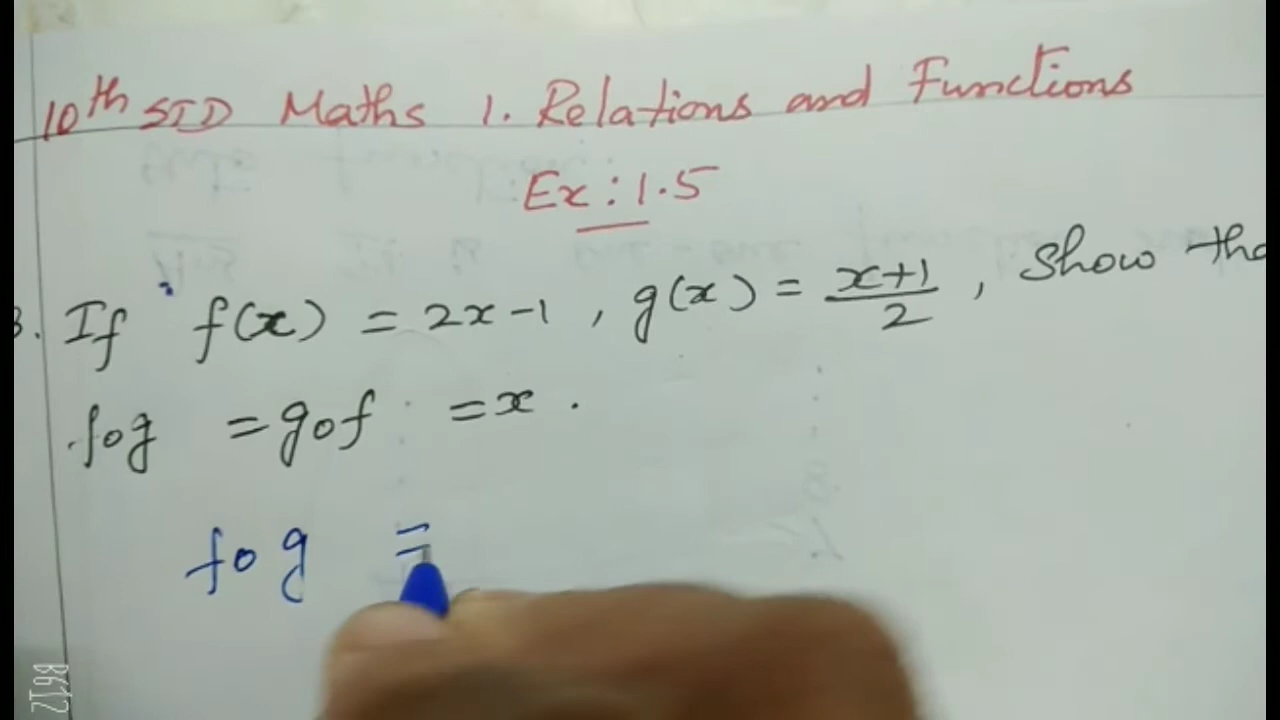 10th STD Maths 1. Relations and Functions
Ex: 1.5
3. If f(x) = 2x-1, g(x) = x+1/2, Show tha
fog = gof = x.
fog =
B612